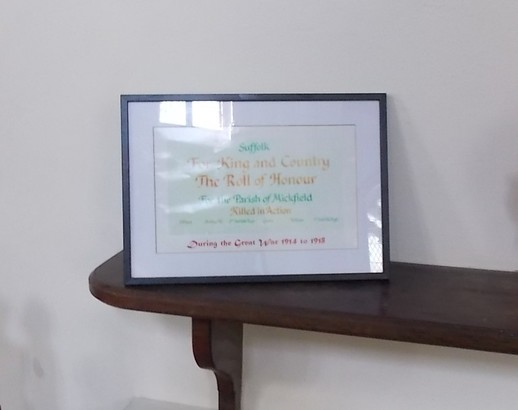 Suffolk
For King and Country
The Roll of Honour
For the Parish of Mickfield
Killed in Action
During the Great War 1914 to 1918